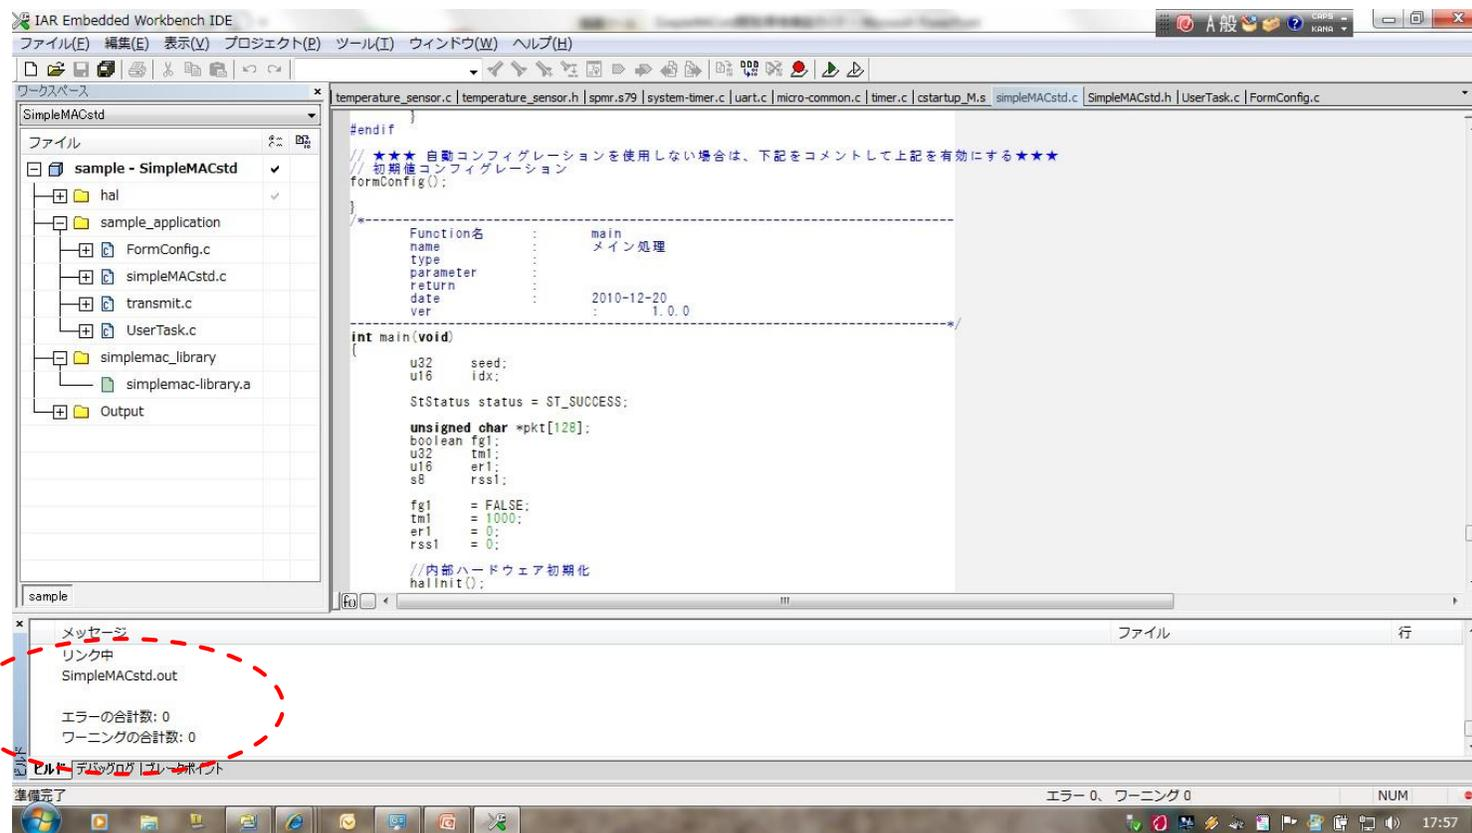 IAR Embedded Workbench IDE
A 般 CAPS KANA
ファイル(F) 編集(E) 表示(V) プロジェクト(P) ツール(T) ウィンドウ(W) ヘルプ(H)
ワークスペース
SimpleMACstd
ファイル
sample - SimpleMACstd
hal
sample_application
FormConfig.c
simpleMACstd.c
transmit.c
UserTask.c
simplemac_library
simplemac-library.a
Output
sample
temperature_sensor.c | temperature_sensor.h | spmr.s79 | system-timer.c | uart.c | micro-common.c | timer.c | cstartup_M.s simpleMACstd.c SimpleMACstd.h | UserTask.c | FormConfig.c
}
#endif
// ★★★ 自動コンフィグレーションを使用しない場合は、下記をコメントして上記を有効にする★★★
// 初期値コンフィグレーション
formConfig();
}
/*------------------------------------------------------------
Function名 : main
name : メイン処理
type :
parameter :
return :
date : 2010-12-20
ver : 1.0.0
------------------------------------------------------------*/
int main(void)
{
u32 seed;
u16 idx;
StStatus status = ST_SUCCESS;
unsigned char *pkt[128];
boolean fg1;
u32 tm1;
u16 er1;
s8 rss1;
fg1 = FALSE;
tm1 = 1000;
er1 = 0;
rss1 = 0;
//内部ハードウェア初期化
halInit();
メッセージ ファイル 行
リンク中
SimpleMACstd.out
エラーの合計数: 0
ワーニングの合計数: 0
ビルド デバッグログ | ブレークポイント
準備完了 エラー 0、 ワーニング 0 NUM
17:57